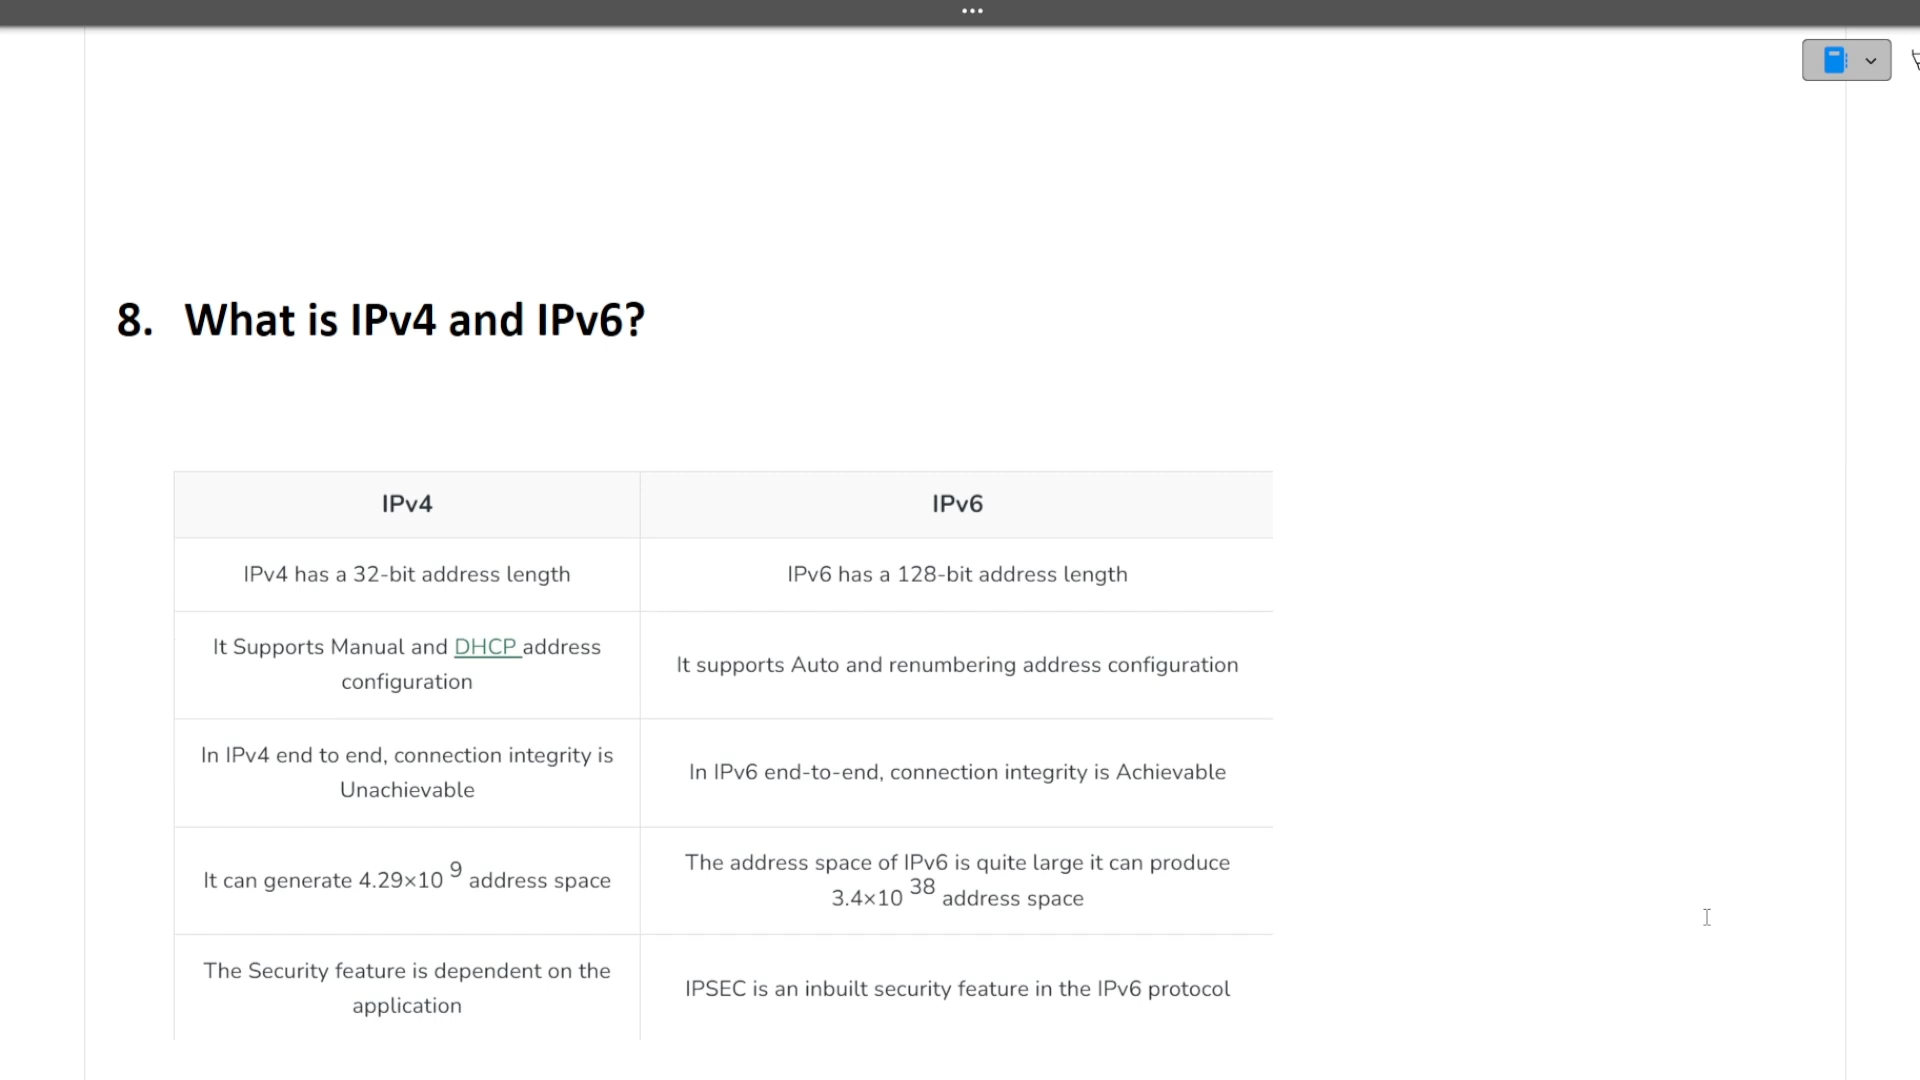 8. What is IPv4 and IPv6?
IPv4
IPv6
IPv4 has a 32-bit address length
IPv6 has a 128-bit address length
It Supports Manual and DHCP address
configuration
It supports Auto and renumbering address configuration
In IPv4 end to end, connection integrity is
Unachievable
In IPv6 end-to-end, connection integrity is Achievable
It can generate 4.29×10 9 address space
The address space of IPv6 is quite large it can produce
3.4×10 38 address space
The Security feature is dependent on the
application
IPSEC is an inbuilt security feature in the IPv6 protocol